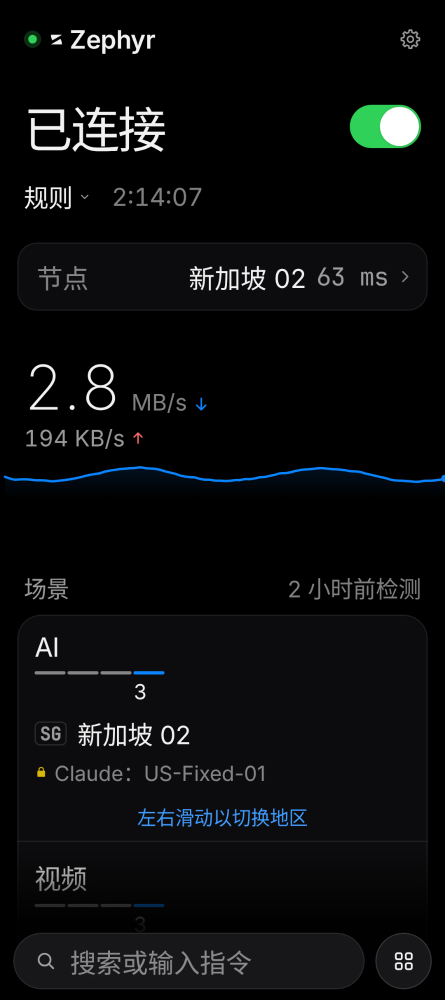 Zephyr
已连接
规则 2:14:07
节点 新加坡 02 63 ms
2.8 MB/s ↓
194 KB/s ↑
场景 2 小时前检测
AI
3
SG 新加坡 02
Claude：US-Fixed-01
左右滑动以切换地区
视频
3
搜索或输入指令